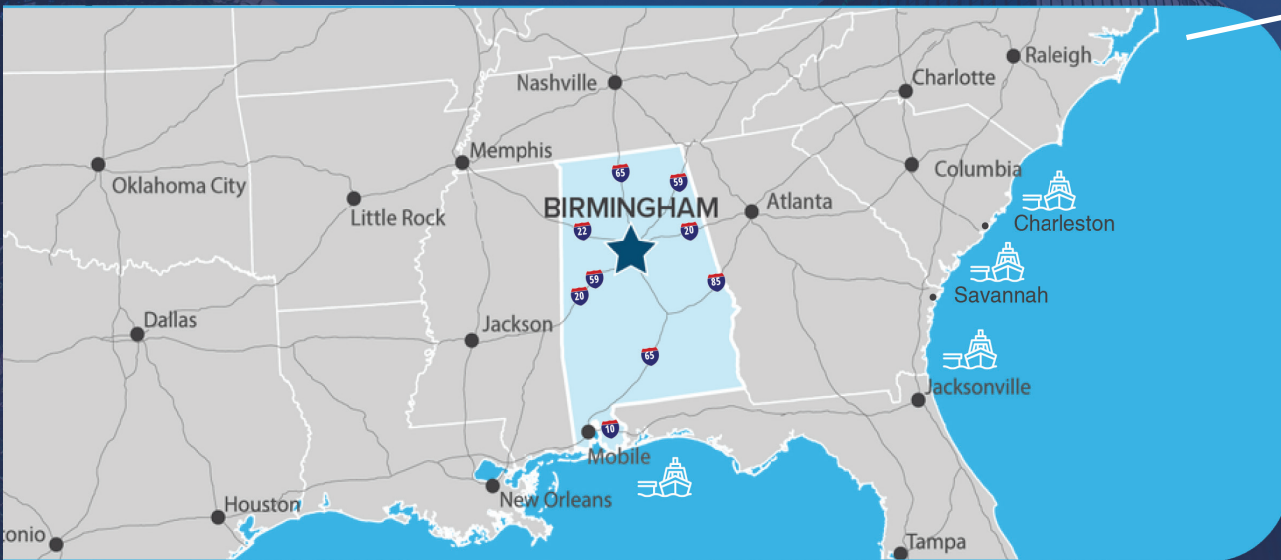 Raleigh
Charlotte
Nashville
Memphis
Columbia
65
59
Oklahoma City
Atlanta
BIRMINGHAM
Little Rock
Charleston
22
20
59
85
20
Savannah
Dallas
Jackson
65
Jacksonville
10
Mobile
New Orleans
Houston
onio
Tampa